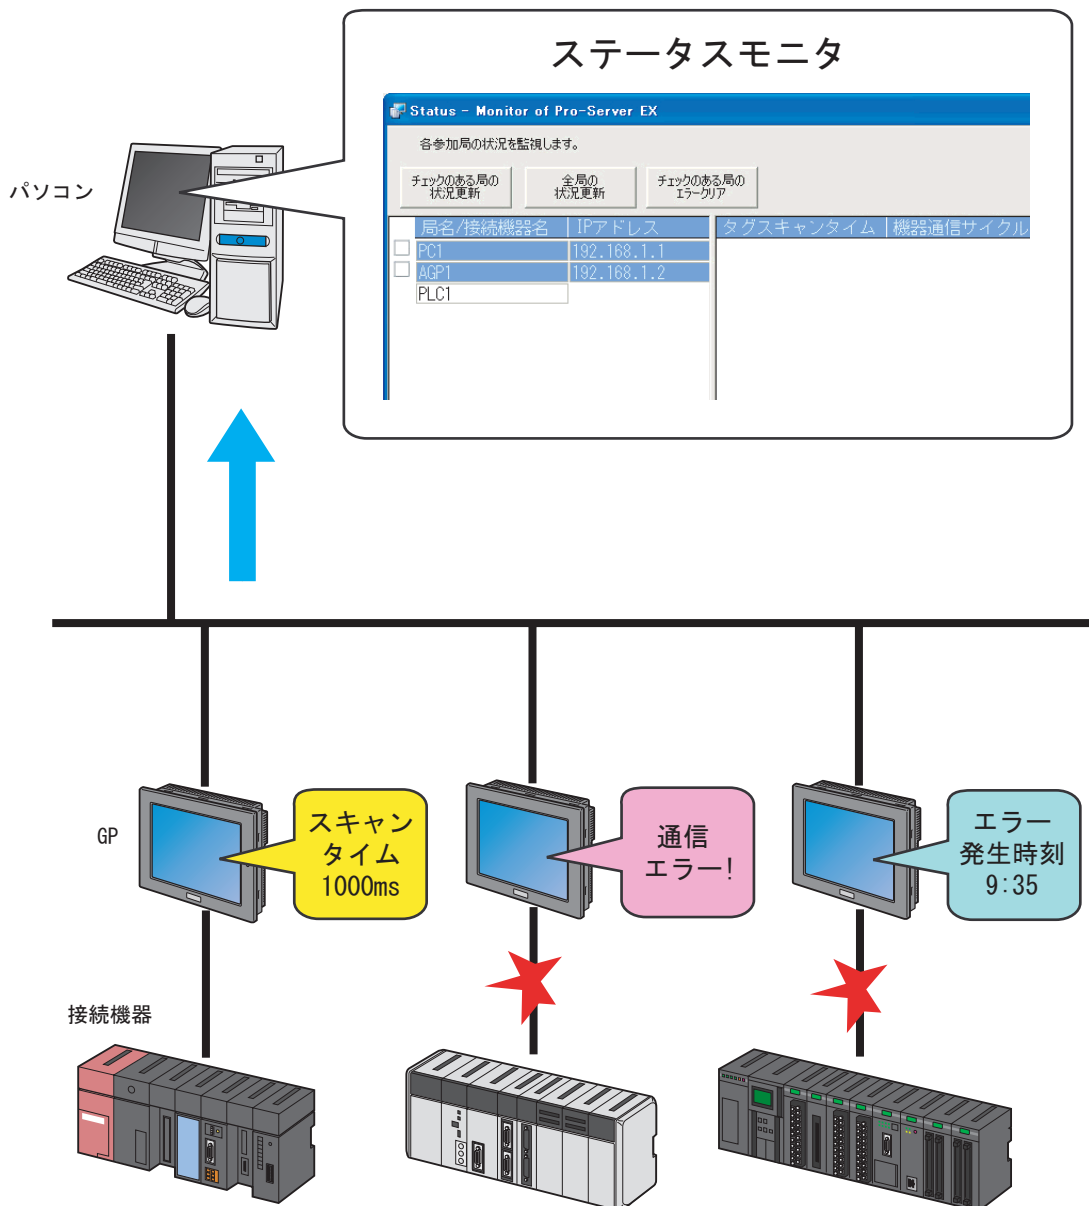 ステータスモニタ
Status - Monitor of Pro-Server EX
各参加局の状況を監視します。
チェックのある局の
状況更新
全局の
状況更新
チェックのある局の
エラークリア
局名/接続機器名 IPアドレス タグスキャンタイム 機器通信サイクル
PC1 192.168.1.1
AGP1 192.168.1.2
PLC1
パソコン
GP
スキャン
タイム
1000ms
通信
エラー!
エラー
発生時刻
9:35
接続機器